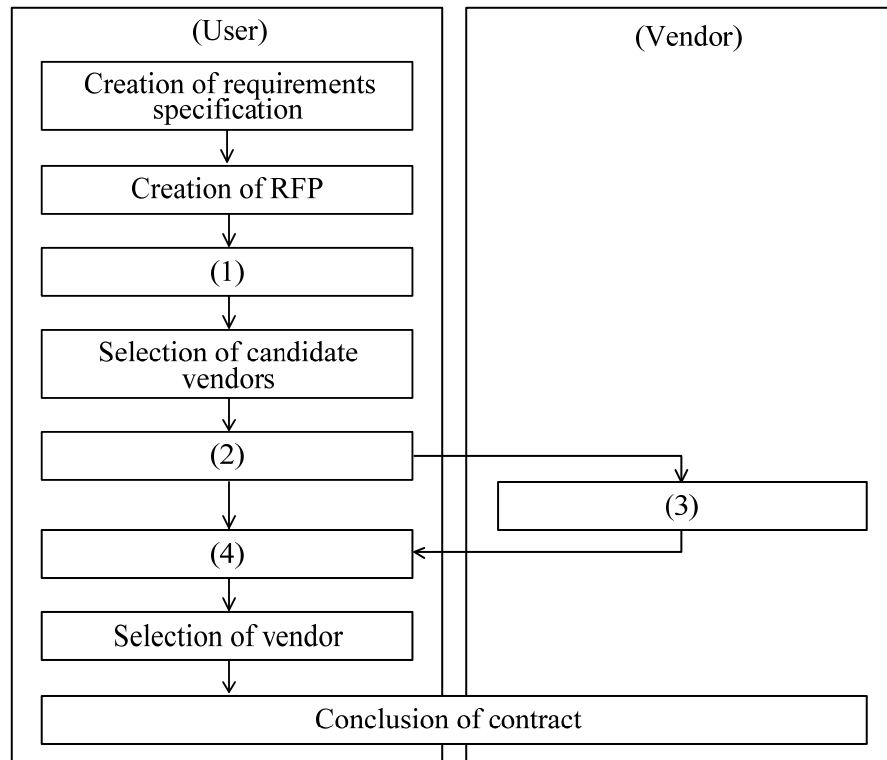 (User)
(Vendor)
Creation of requirements
specification
Creation of RFP
(1)
Selection of candidate
vendors
(2)
(3)
(4)
Selection of vendor
Conclusion of contract